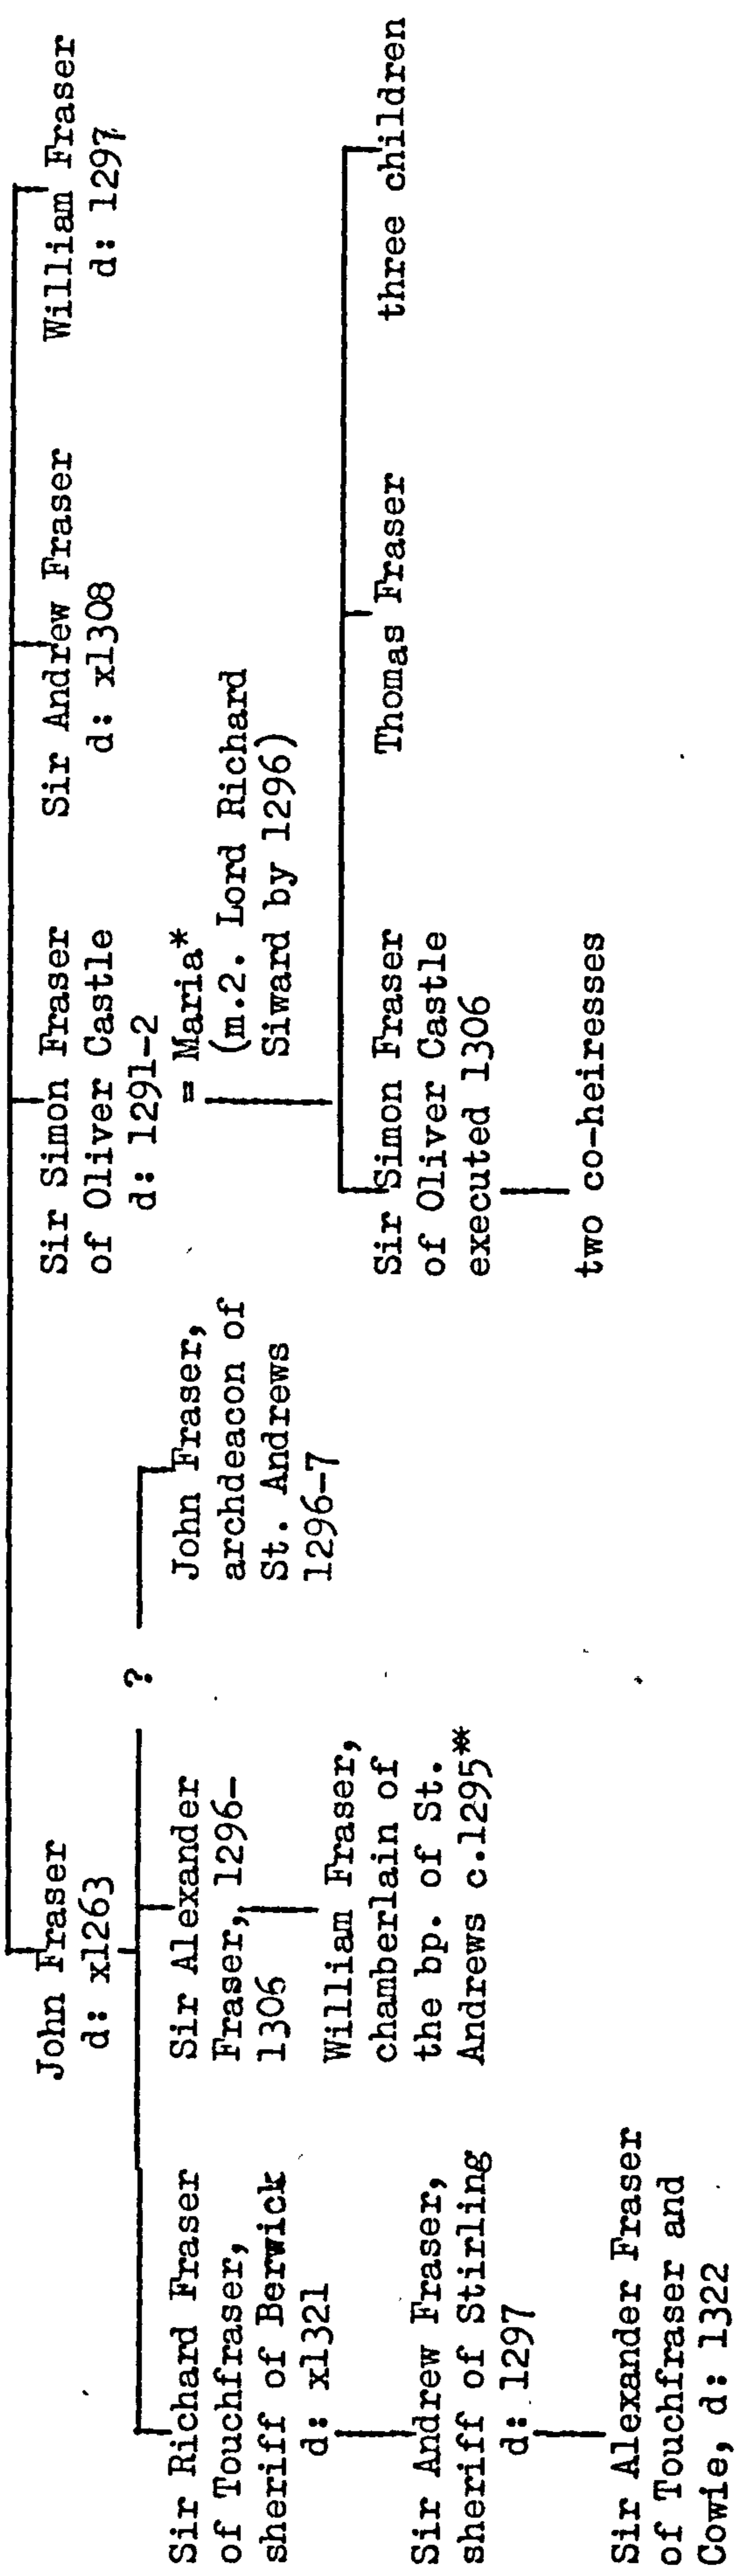 John Fraser
d: x1263
Sir Simon Fraser
of Oliver Castle
d: 1291-2
= Maria*
(m.2. Lord Richard
Siward by 1296)
Sir Andrew Fraser
d: x1308
William Fraser
d: 1297
?
Sir Richard Fraser
of Touchfraser,
sheriff of Berwick
d: x1321
Sir Alexander
Fraser, 1296-
1306
John Fraser,
archdeacon of
St. Andrews
1296-7
Sir Simon Fraser
of Oliver Castle
executed 1306
Thomas Fraser
three children
Sir Andrew Fraser,
sheriff of Stirling
d: 1297
William Fraser,
chamberlain of
the bp. of St.
Andrews c.1295**
two co-heiresses
Sir Alexander Fraser
of Touchfraser and
Cowie, d: 1322